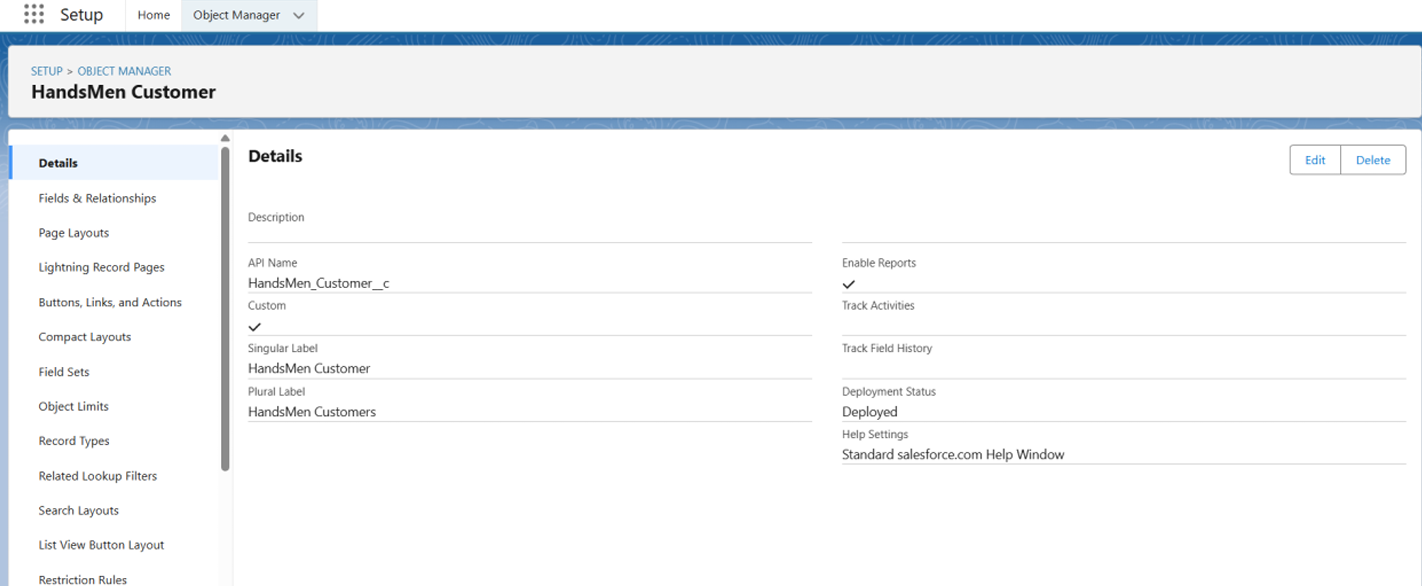 Setup Home Object Manager
SETUP > OBJECT MANAGER
HandsMen Customer
Details
Fields & Relationships
Page Layouts
Lightning Record Pages
Buttons, Links, and Actions
Compact Layouts
Field Sets
Object Limits
Record Types
Related Lookup Filters
Search Layouts
List View Button Layout
Restriction Rules
Details
Edit Delete
Description
API Name
HandsMen_Customer__c
Custom
Singular Label
HandsMen Customer
Plural Label
HandsMen Customers
Enable Reports
Track Activities
Track Field History
Deployment Status
Deployed
Help Settings
Standard salesforce.com Help Window